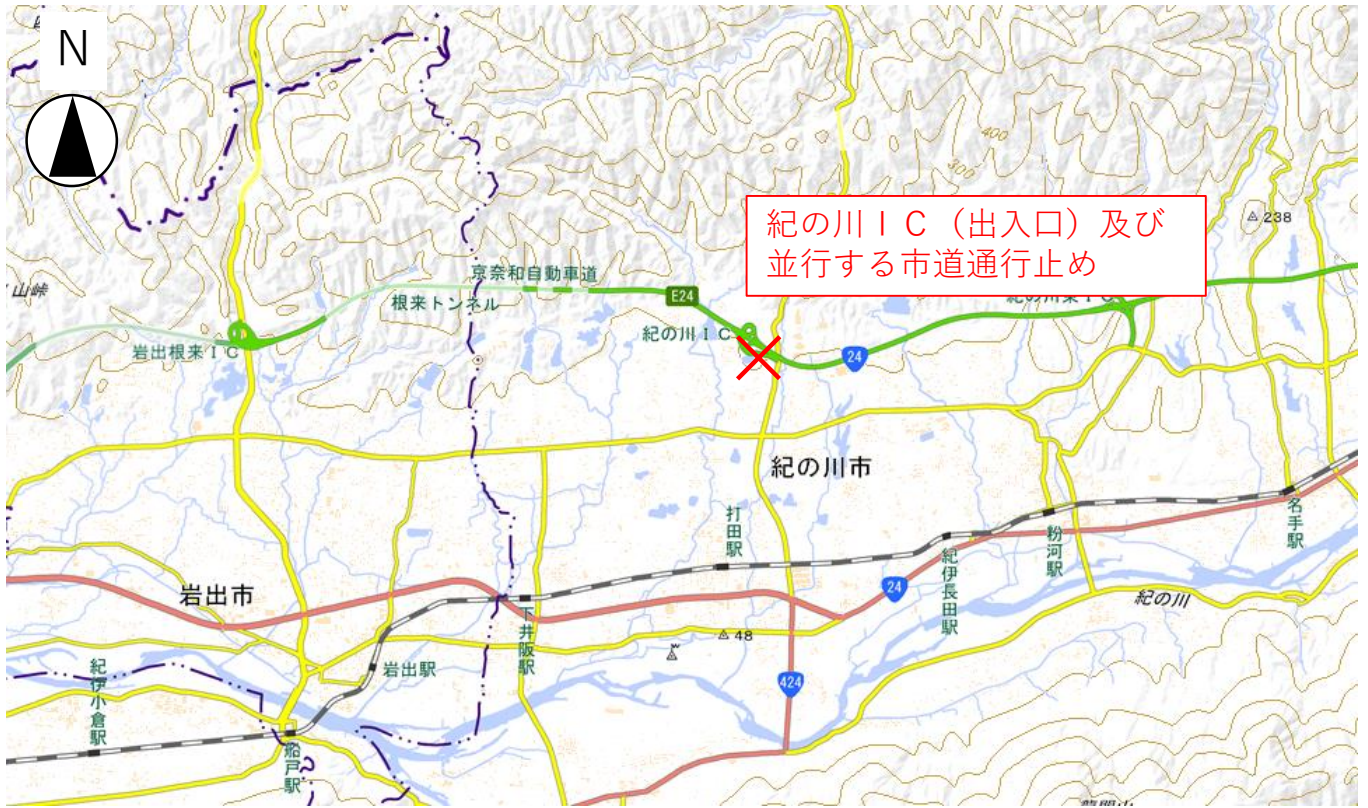 N
400
300
紀の川ＩＣ（出入口）及び
並行する市道通行止め
238
山峠
京奈和自動車道
根来トンネル
E24
岩出根来ＩＣ
紀の川ＩＣ
24
紀の川市
打田駅
名手駅
粉河駅
紀伊長田駅
24
紀の川
岩出市
下井阪駅
48
岩出駅
424
紀伊小倉駅
船戸駅